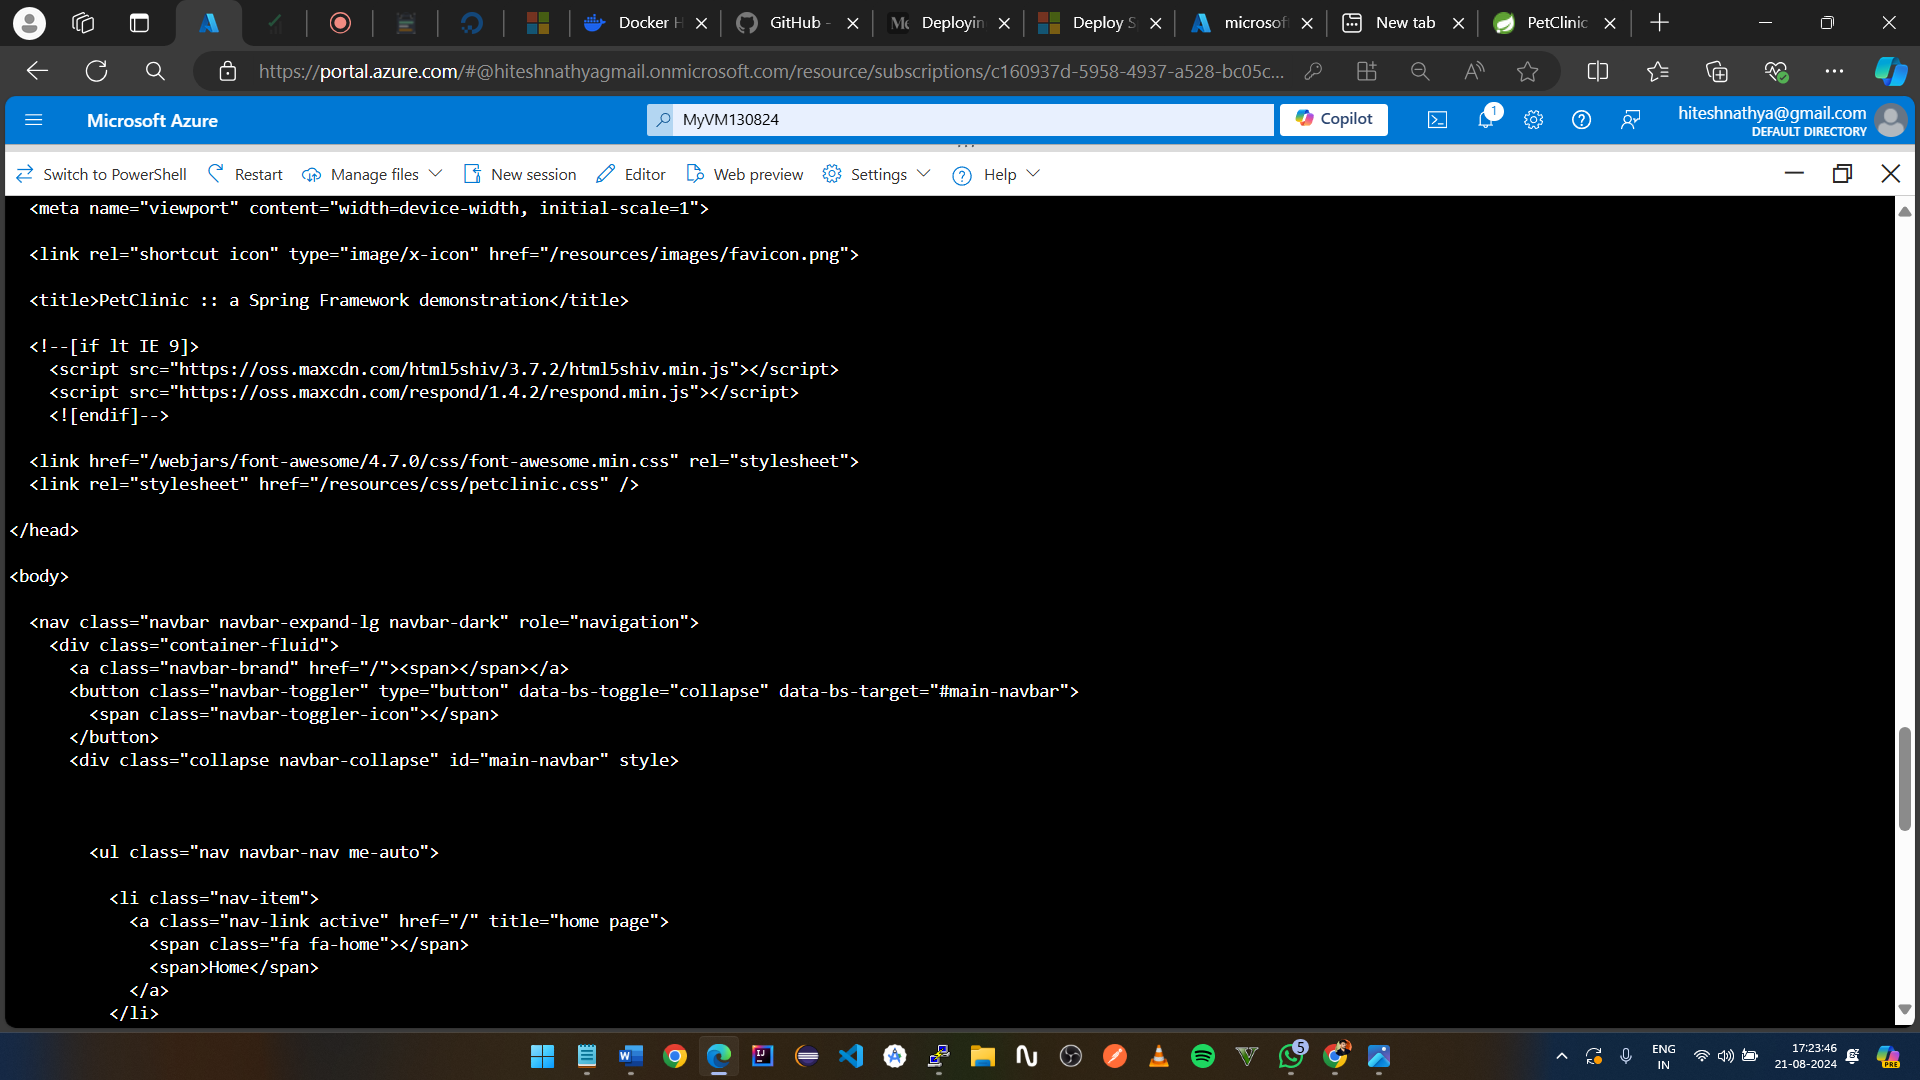 Docker H
GitHub -
Deployin
Deploy S
microsof
New tab
PetClinic
https://portal.azure.com/#@hiteshnathyagmail.onmicrosoft.com/resource/subscriptions/c160937d-5958-4937-a528-bc05c...
Microsoft Azure
MyVM130824
Copilot
1
hiteshnathya@gmail.com
DEFAULT DIRECTORY
Switch to PowerShell
Restart
Manage files
New session
Editor
Web preview
Settings
Help
<meta name="viewport" content="width=device-width, initial-scale=1">
<link rel="shortcut icon" type="image/x-icon" href="/resources/images/favicon.png">
<title>PetClinic :: a Spring Framework demonstration</title>
<!--[if lt IE 9]>
<script src="https://oss.maxcdn.com/html5shiv/3.7.2/html5shiv.min.js"></script>
<script src="https://oss.maxcdn.com/respond/1.4.2/respond.min.js"></script>
<![endif]-->
<link href="/webjars/font-awesome/4.7.0/css/font-awesome.min.css" rel="stylesheet">
<link rel="stylesheet" href="/resources/css/petclinic.css" />
</head>
<body>
<nav class="navbar navbar-expand-lg navbar-dark" role="navigation">
<div class="container-fluid">
<a class="navbar-brand" href="/"><span></span></a>
<button class="navbar-toggler" type="button" data-bs-toggle="collapse" data-bs-target="#main-navbar">
<span class="navbar-toggler-icon"></span>
</button>
<div class="collapse navbar-collapse" id="main-navbar" style>
<ul class="nav navbar-nav me-auto">
<li class="nav-item">
<a class="nav-link active" href="/" title="home page">
<span class="fa fa-home"></span>
<span>Home</span>
</a>
</li>
5
ENG
IN
17:23:46
21-08-2024